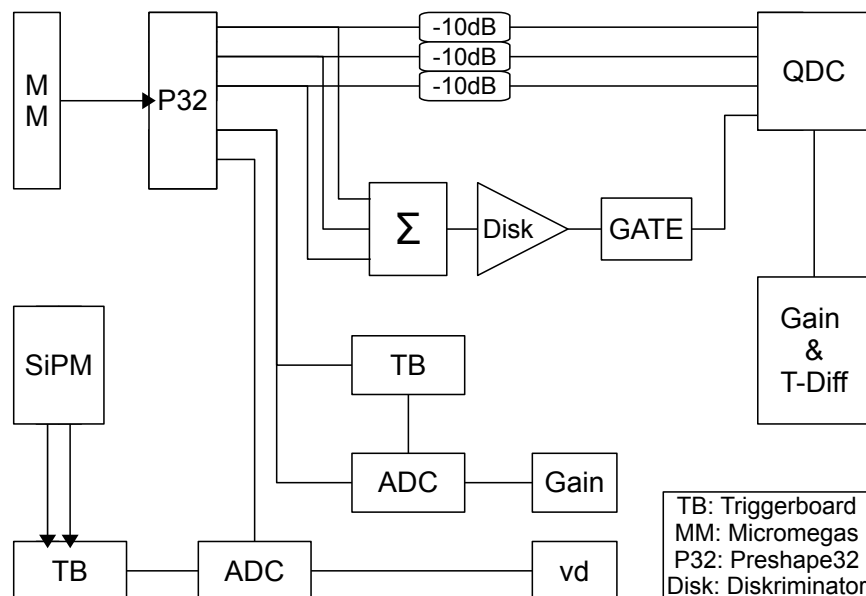 -10dB
-10dB
-10dB
M
M
P32
QDC
Σ
Disk
GATE
SiPM
TB
Gain
&
T-Diff
ADC
Gain
TB
ADC
vd
TB: Triggerboard
MM: Micromegas
P32: Preshape32
Disk: Diskriminator